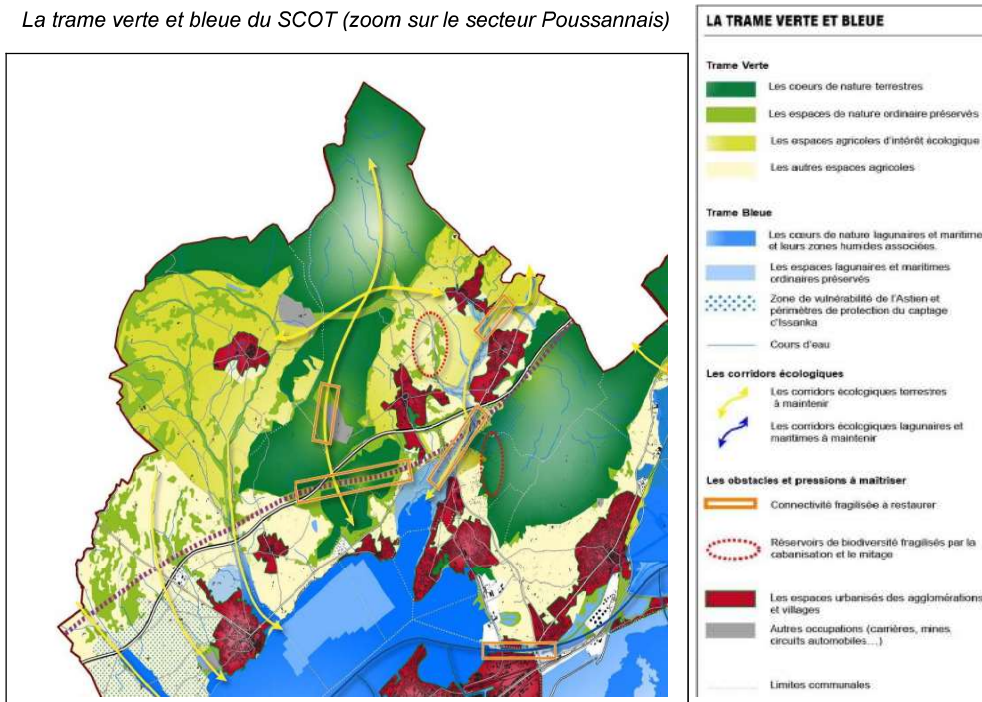 La trame verte et bleue du SCOT (zoom sur le secteur Poussannais)
LA TRAME VERTE ET BLEUE
Trame Verte
Les coeurs de nature terrestres
Les espaces de nature ordinaire préservés
Les espaces agricoles d'intérêt écologique
Les autres espaces agricoles
Trame Bleue
Les cœurs de nature lagunaires et maritime
et leurs zones humides associées.
Les espaces lagunaires et maritimes
ordinaires préservés
Zone de vulnérabilité de l'Astien et
périmètres de protection du captage
d'Issanka
Cours d'eau
Les corridors écologiques
Les corridors écologiques terrestres
à maintenir
Les corridors écologiques lagunaires et
maritimes à maintenir
Les obstacles et pressions à maîtriser
Connectivité fragilisée à restaurer
Réservoirs de biodiversité fragilisés par la
cabanisation et le mitage
Les espaces urbanisés des agglomérations
et villages
Autres occupations (carrières, mines,
circuits automobiles…)
Limites communales